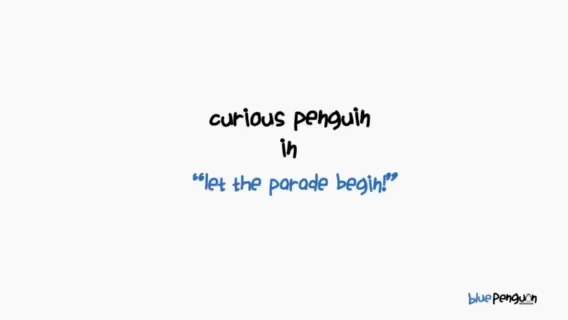 curious penguin
in
“let the parade begin!”
bluePenguin